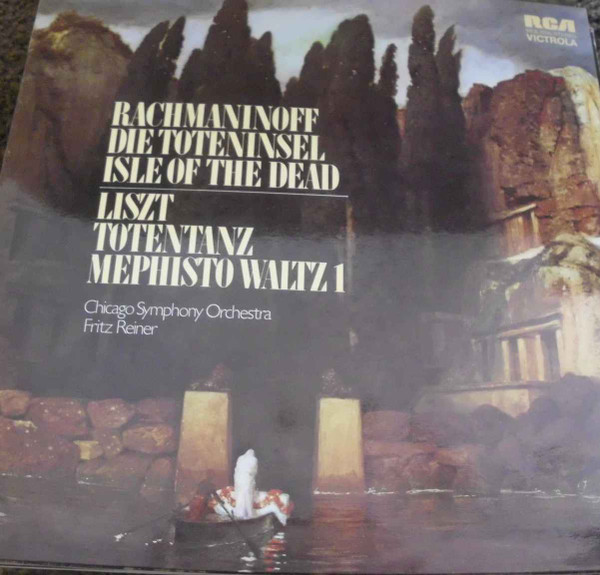 RCA
VICTROLA
RACHMANINOFF
DIE TOTENINSEL
ISLE OF THE DEAD
LISZT
TOTENTANZ
MEPHISTO WALTZ 1
Chicago Symphony Orchestra
Fritz Reiner